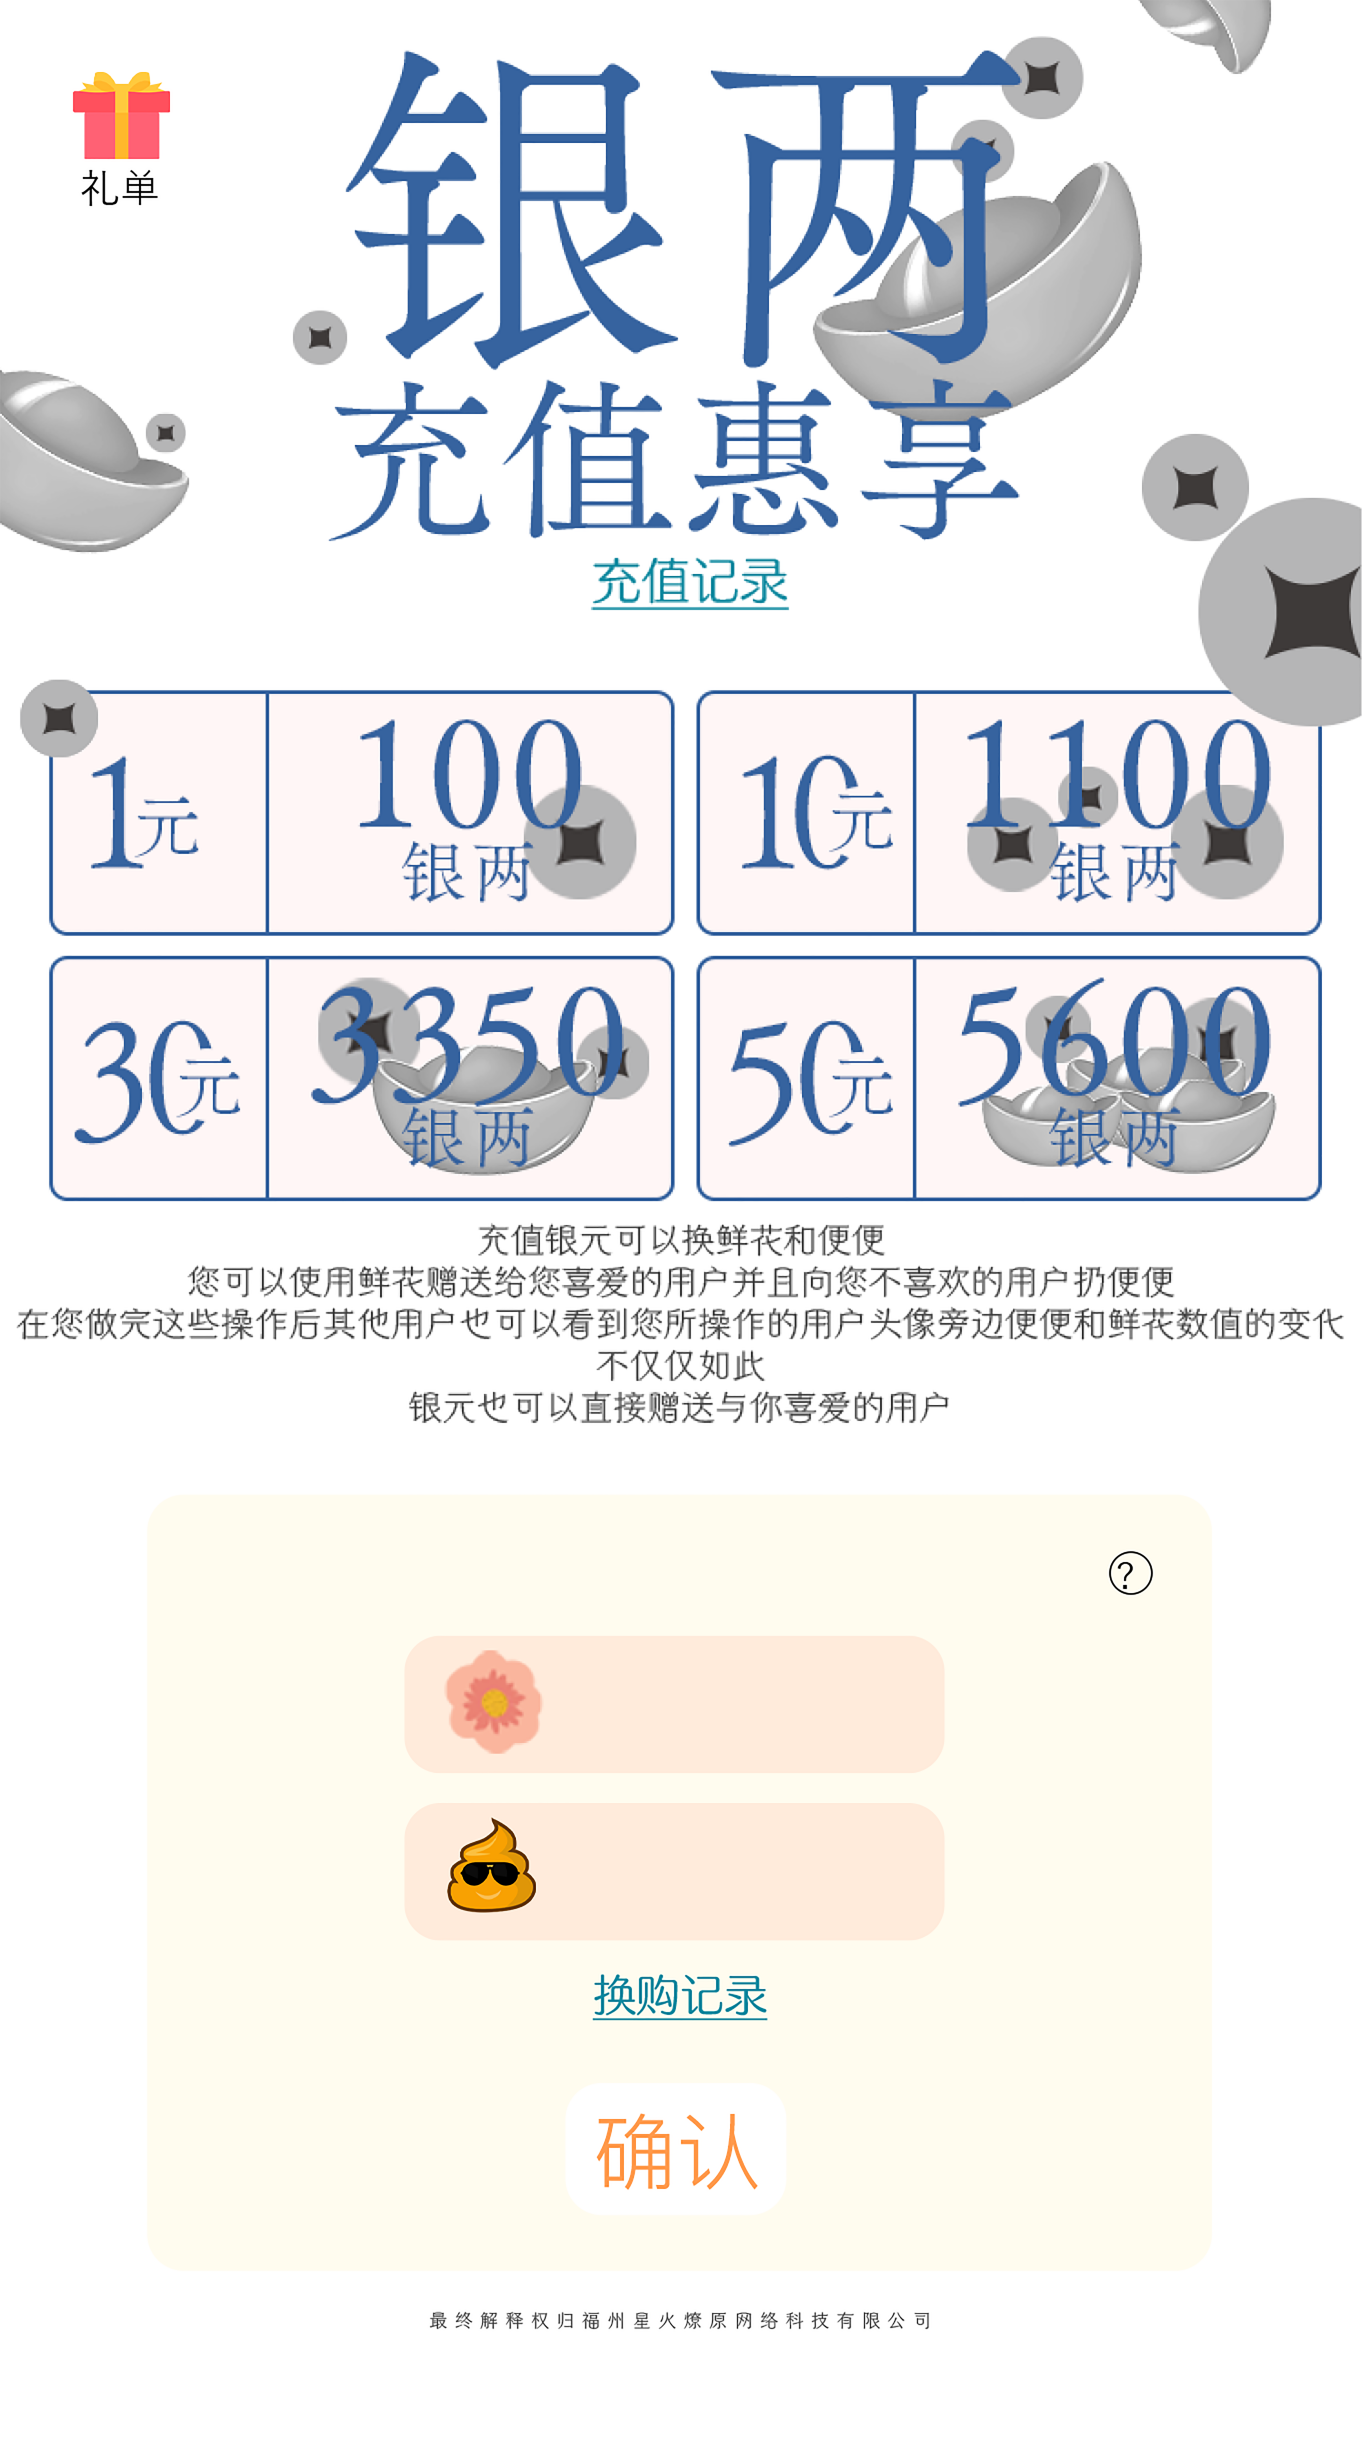 礼单
银两
充值惠享
充值记录
1元
100
银两
10元
1100
银两
30元
3350
银两
50元
5600
银两
充值银元可以换鲜花和便便
您可以使用鲜花赠送给您喜爱的用户并且向您不喜欢的用户扔便便
在您做完这些操作后其他用户也可以看到您所操作的用户头像旁边便便和鲜花数值的变化
不仅仅如此
银元也可以直接赠送与你喜爱的用户
?
换购记录
确认
最终解释权归福州星火燎原网络科技有限公司